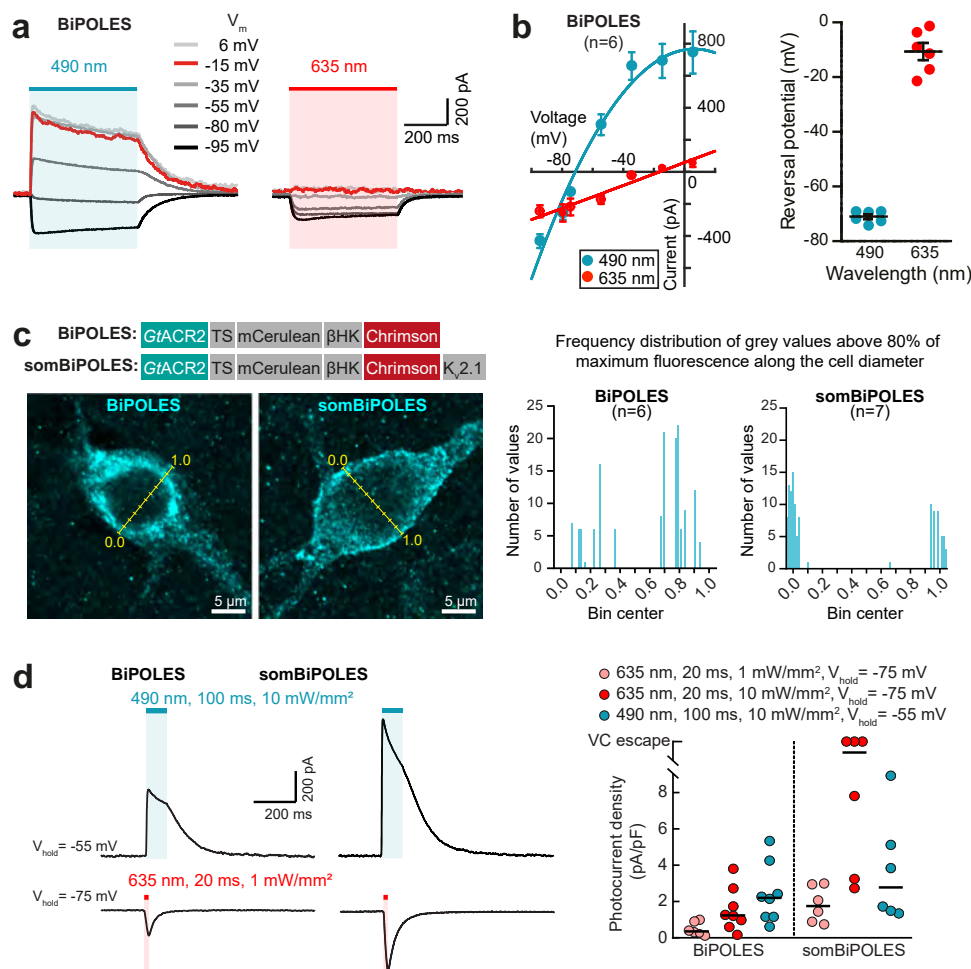 a
BiPOLES
Vm
6 mV
-15 mV
-35 mV
-55 mV
-80 mV
-95 mV
490 nm
635 nm
200 pA
200 ms
b
BiPOLES
(n=6)
Voltage
(mV)
-80
-40
0
800
400
-400
Current (pA)
490 nm
635 nm
Reversal potential (mV)
0
-20
-40
-60
-80
490
635
Wavelength (nm)
c
BiPOLES: GtACR2 TS mCerulean βHK Chrimson
somBiPOLES: GtACR2 TS mCerulean βHK Chrimson Kv2.1
BiPOLES
1.0
0.0
5 µm
somBiPOLES
0.0
1.0
5 µm
Frequency distribution of grey values above 80% of
maximum fluorescence along the cell diameter
BiPOLES
(n=6)
Number of values
25
20
15
10
5
0
0.0 0.2 0.4 0.6 0.8 1.0
Bin center
somBiPOLES
(n=7)
Number of values
25
20
15
10
5
0
0.0 0.2 0.4 0.6 0.8 1.0
Bin center
d
BiPOLES
somBiPOLES
490 nm, 100 ms, 10 mW/mm²
200 pA
200 ms
Vhold= -55 mV
Vhold= -75 mV
635 nm, 20 ms, 1 mW/mm²
635 nm, 20 ms, 1 mW/mm², Vhold= -75 mV
635 nm, 20 ms, 10 mW/mm², Vhold= -75 mV
490 nm, 100 ms, 10 mW/mm², Vhold= -55 mV
VC escape
Photocurrent density
(pA/pF)
8
6
4
2
0
BiPOLES
somBiPOLES